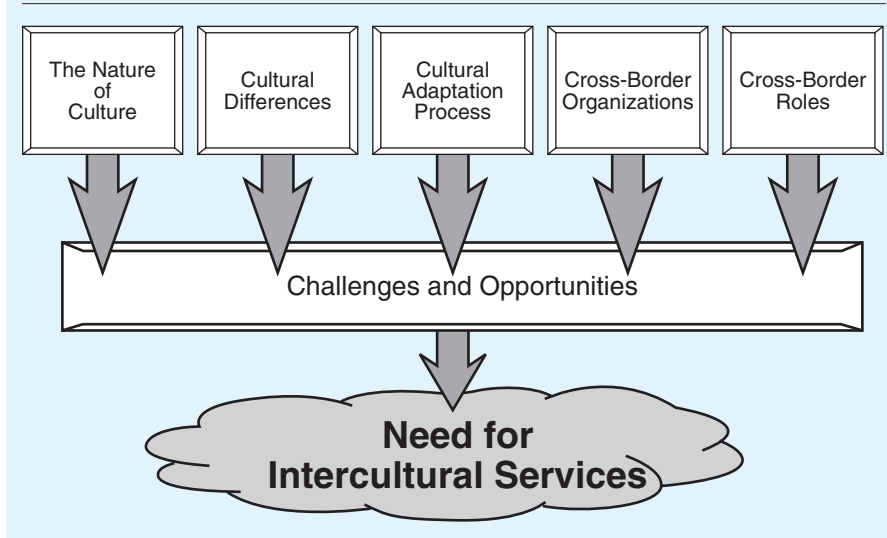 The Nature
of
Culture
Cultural
Differences
Cultural
Adaptation
Process
Cross-Border
Organizations
Cross-Border
Roles
Challenges and Opportunities
Need for
Intercultural Services